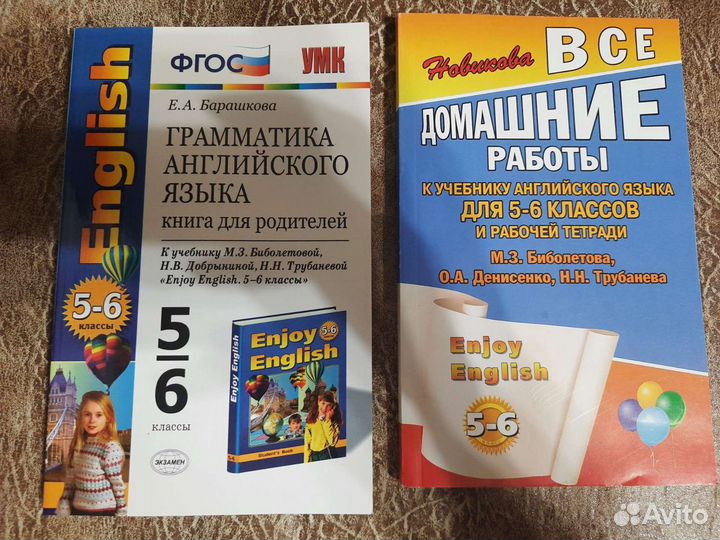 English
5-6
классы
ФГОС
УМК
Е.А. Барашкова
ГРАММАТИКА
АНГЛИЙСКОГО
ЯЗЫКА
книга для родителей
К учебнику М.З. Биболетовой,
Н.В. Добрыниной, Н.Н. Трубаневой
«Enjoy English. 5–6 классы»
5
6
классы
Enjoy English
Enjoy
5-6
English
Student's Book
ЭКЗАМЕН
Новикова
ВСЕ
ДОМАШНИЕ
РАБОТЫ
К УЧЕБНИКУ АНГЛИЙСКОГО ЯЗЫКА
ДЛЯ 5-6 КЛАССОВ
И РАБОЧЕЙ ТЕТРАДИ
М.З. Биболетова,
О.А. Денисенко, Н.Н. Трубанева
Enjoy
English
5-6
Avito